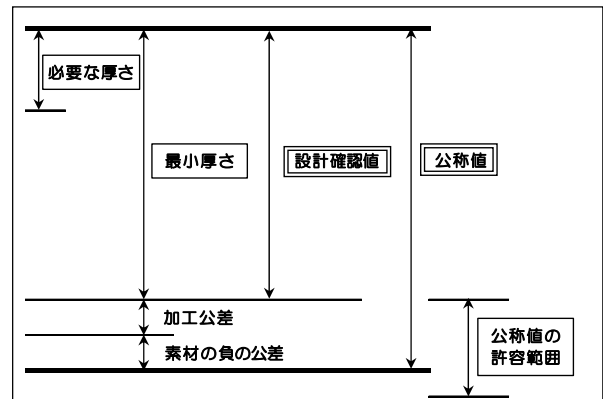 必要な厚さ
最小厚さ
設計確認値
公称値
加工公差
素材の負の公差
公称値の
許容範囲